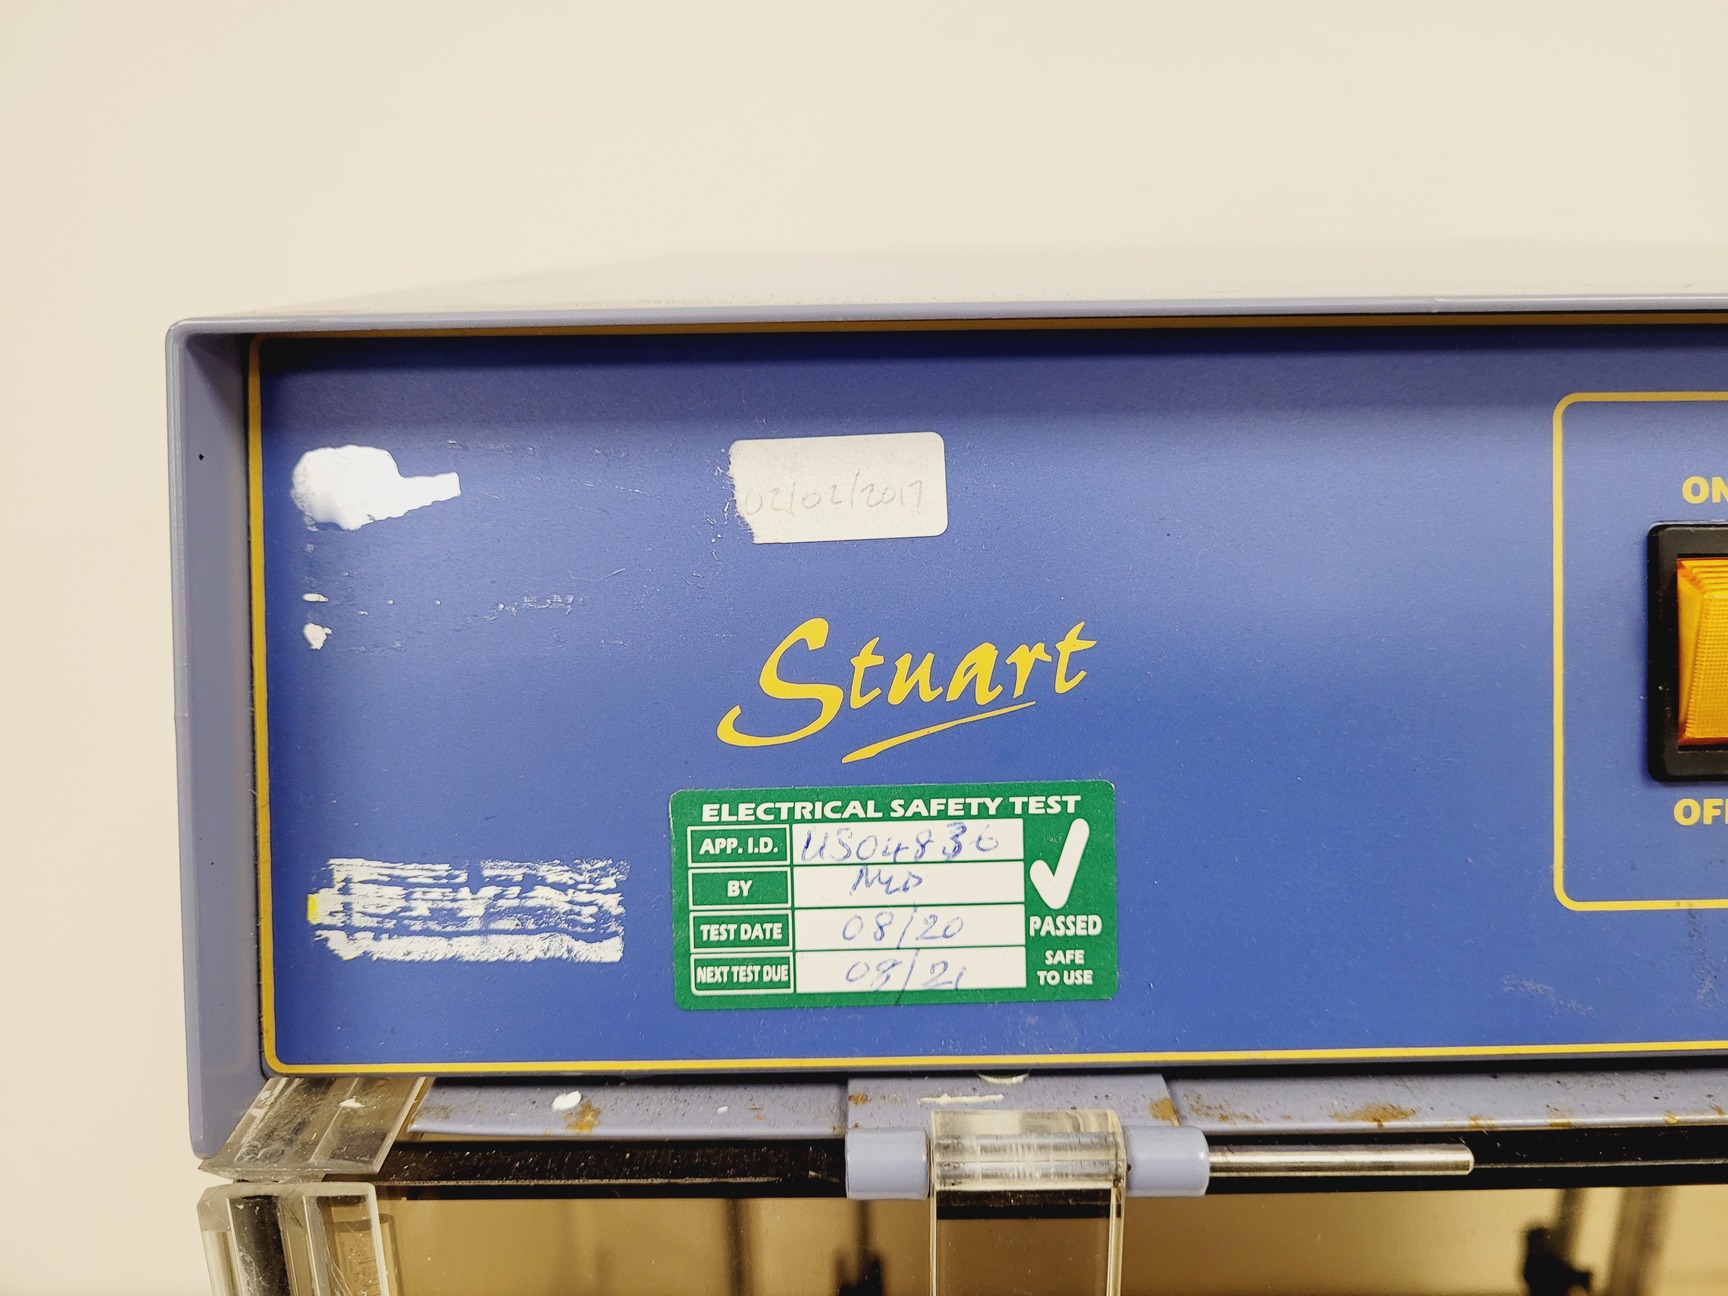 02/02/2017
ON
Stuart
ELECTRICAL SAFETY TEST
APP. I.D. US04836
BY
TEST DATE 08/20
NEXT TEST DUE 08/21
PASSED
SAFE
TO USE
OFF